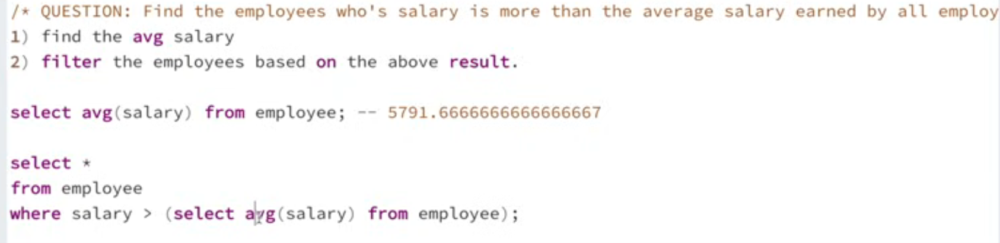 /* QUESTION: Find the employees who's salary is more than the average salary earned by all employ
1) find the avg salary
2) filter the employees based on the above result.
select avg(salary) from employee; -- 5791.6666666666666667
select *
from employee
where salary > (select avg(salary) from employee);